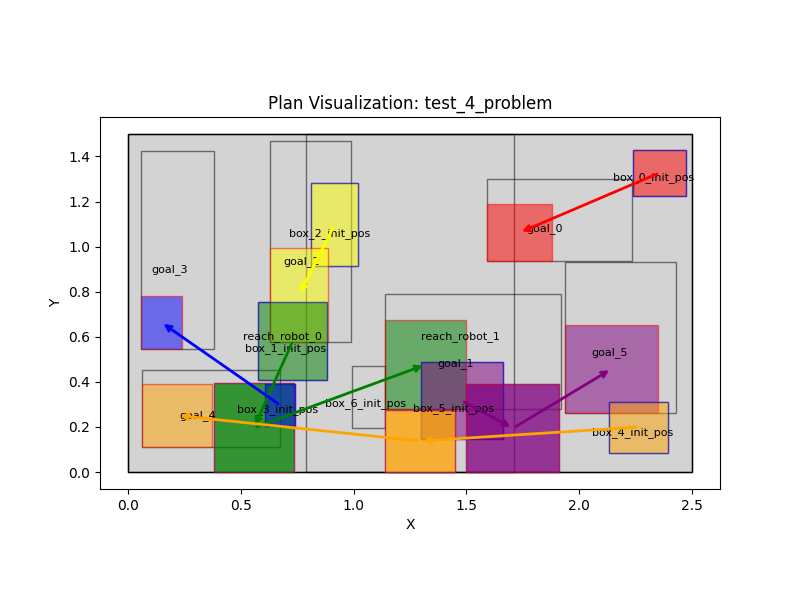 Plan Visualization: test_4_problem
box_0_init_pos
goal_0
box_2_init_pos
goal_2
goal_3
reach_robot_0
reach_robot_1
box_1_init_pos
goal_5
goal_1
box_3_init_pos
box_6_init_pos
box_5_init_pos
goal_4
box_4_init_pos
Y
1.4
1.2
1.0
0.8
0.6
0.4
0.2
0.0
0.0
0.5
1.0
1.5
2.0
2.5
X